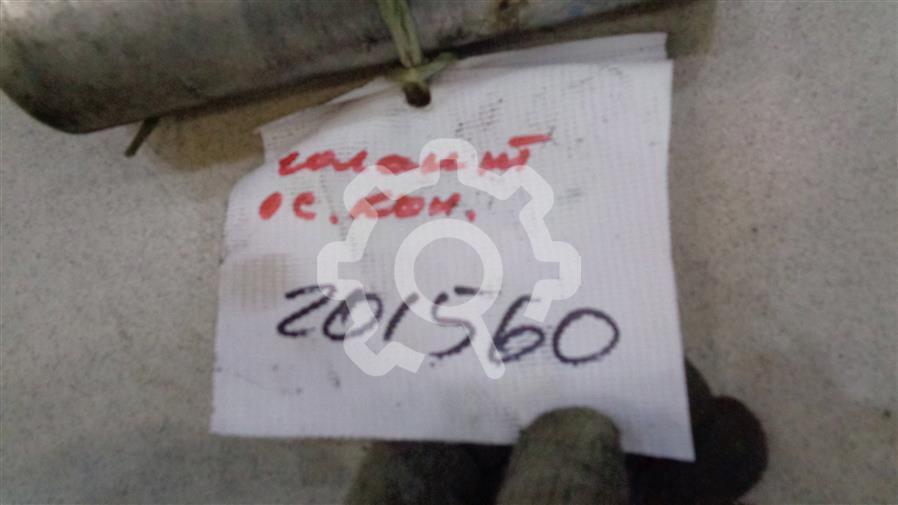 галант
ос. кон.
201560